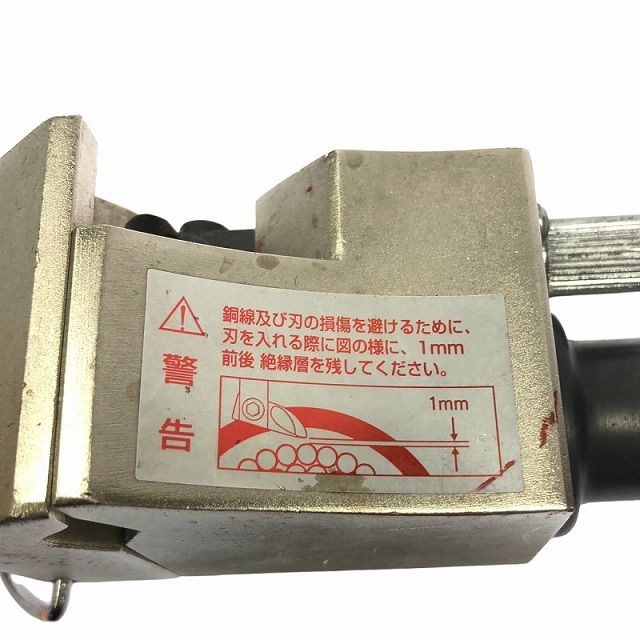 警告
銅線及び刃の損傷を避けるために、
刃を入れる際に図の様に、1mm
前後 絶縁層を残してください。
1mm